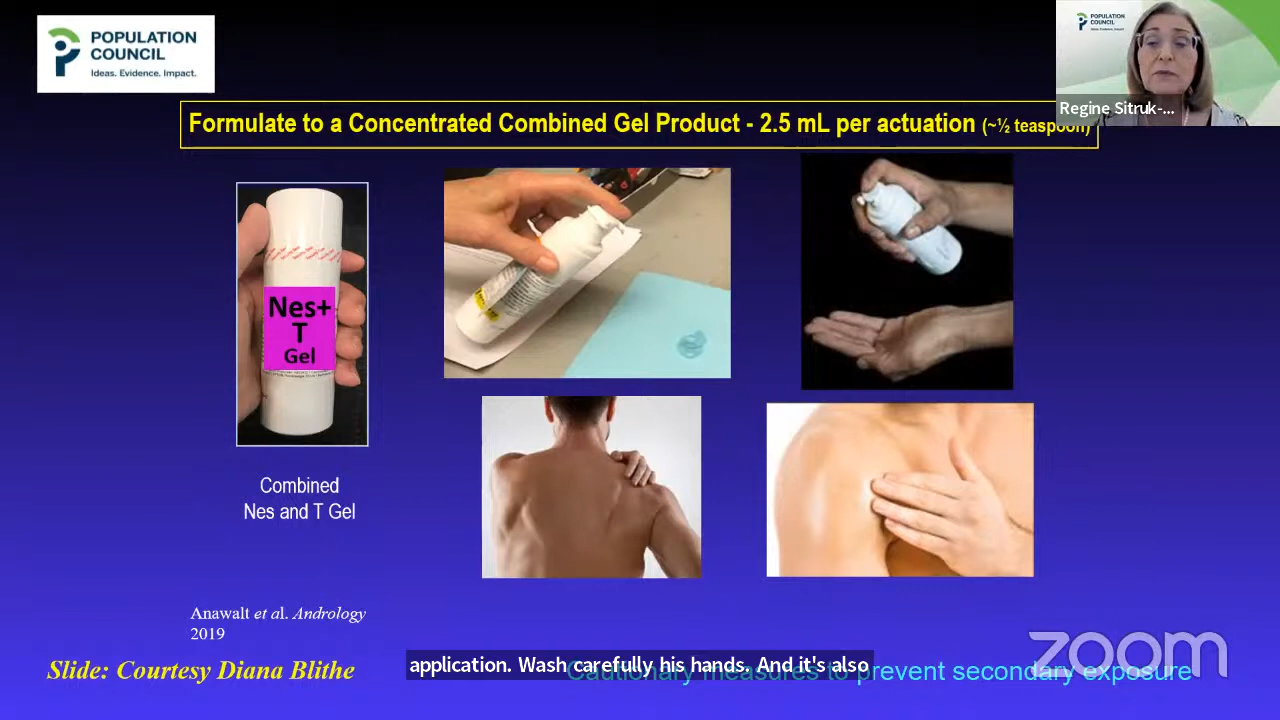 POPULATION
COUNCIL
Ideas. Evidence. Impact.
POPULATION
COUNCIL
Regine Sitruk-...
Formulate to a Concentrated Combined Gel Product - 2.5 mL per actuation (~½ teaspoon)
Nes+
T
Gel
Combined
Nes and T Gel
Anawalt et al. Andrology
2019
Slide: Courtesy Diana Blithe
application. Wash carefully his hands. And it's also
Cautionary measures to prevent secondary exposure
zoom